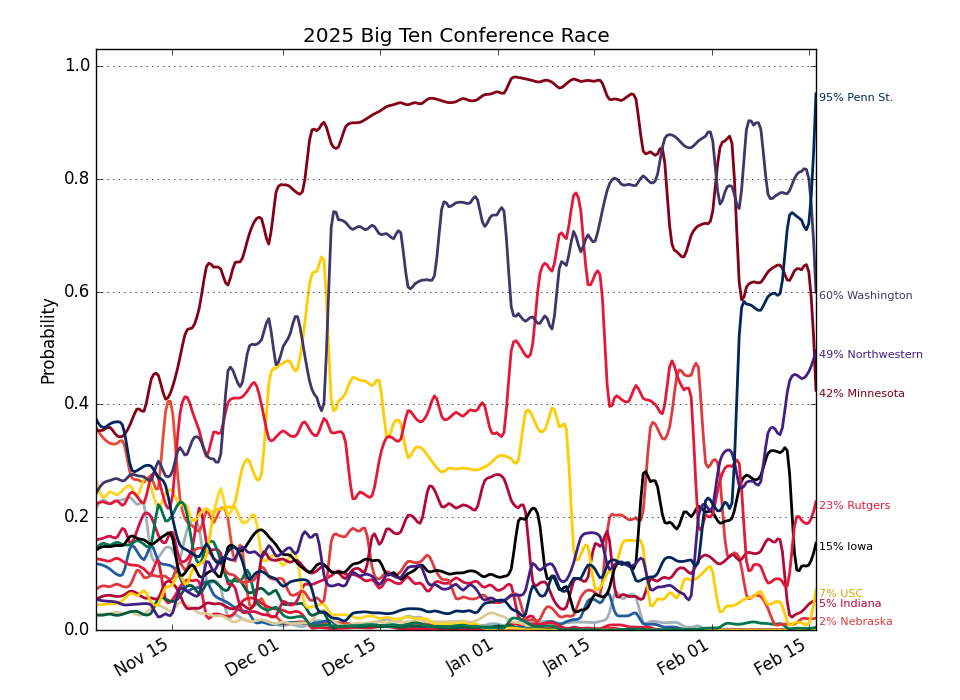 2025 Big Ten Conference Race
Probability
1.0
0.8
0.6
0.4
0.2
0.0
Nov 15
Dec 01
Dec 15
Jan 01
Jan 15
Feb 01
Feb 15
95% Penn St.
60% Washington
49% Northwestern
42% Minnesota
23% Rutgers
15% Iowa
7% USC
5% Indiana
2% Nebraska